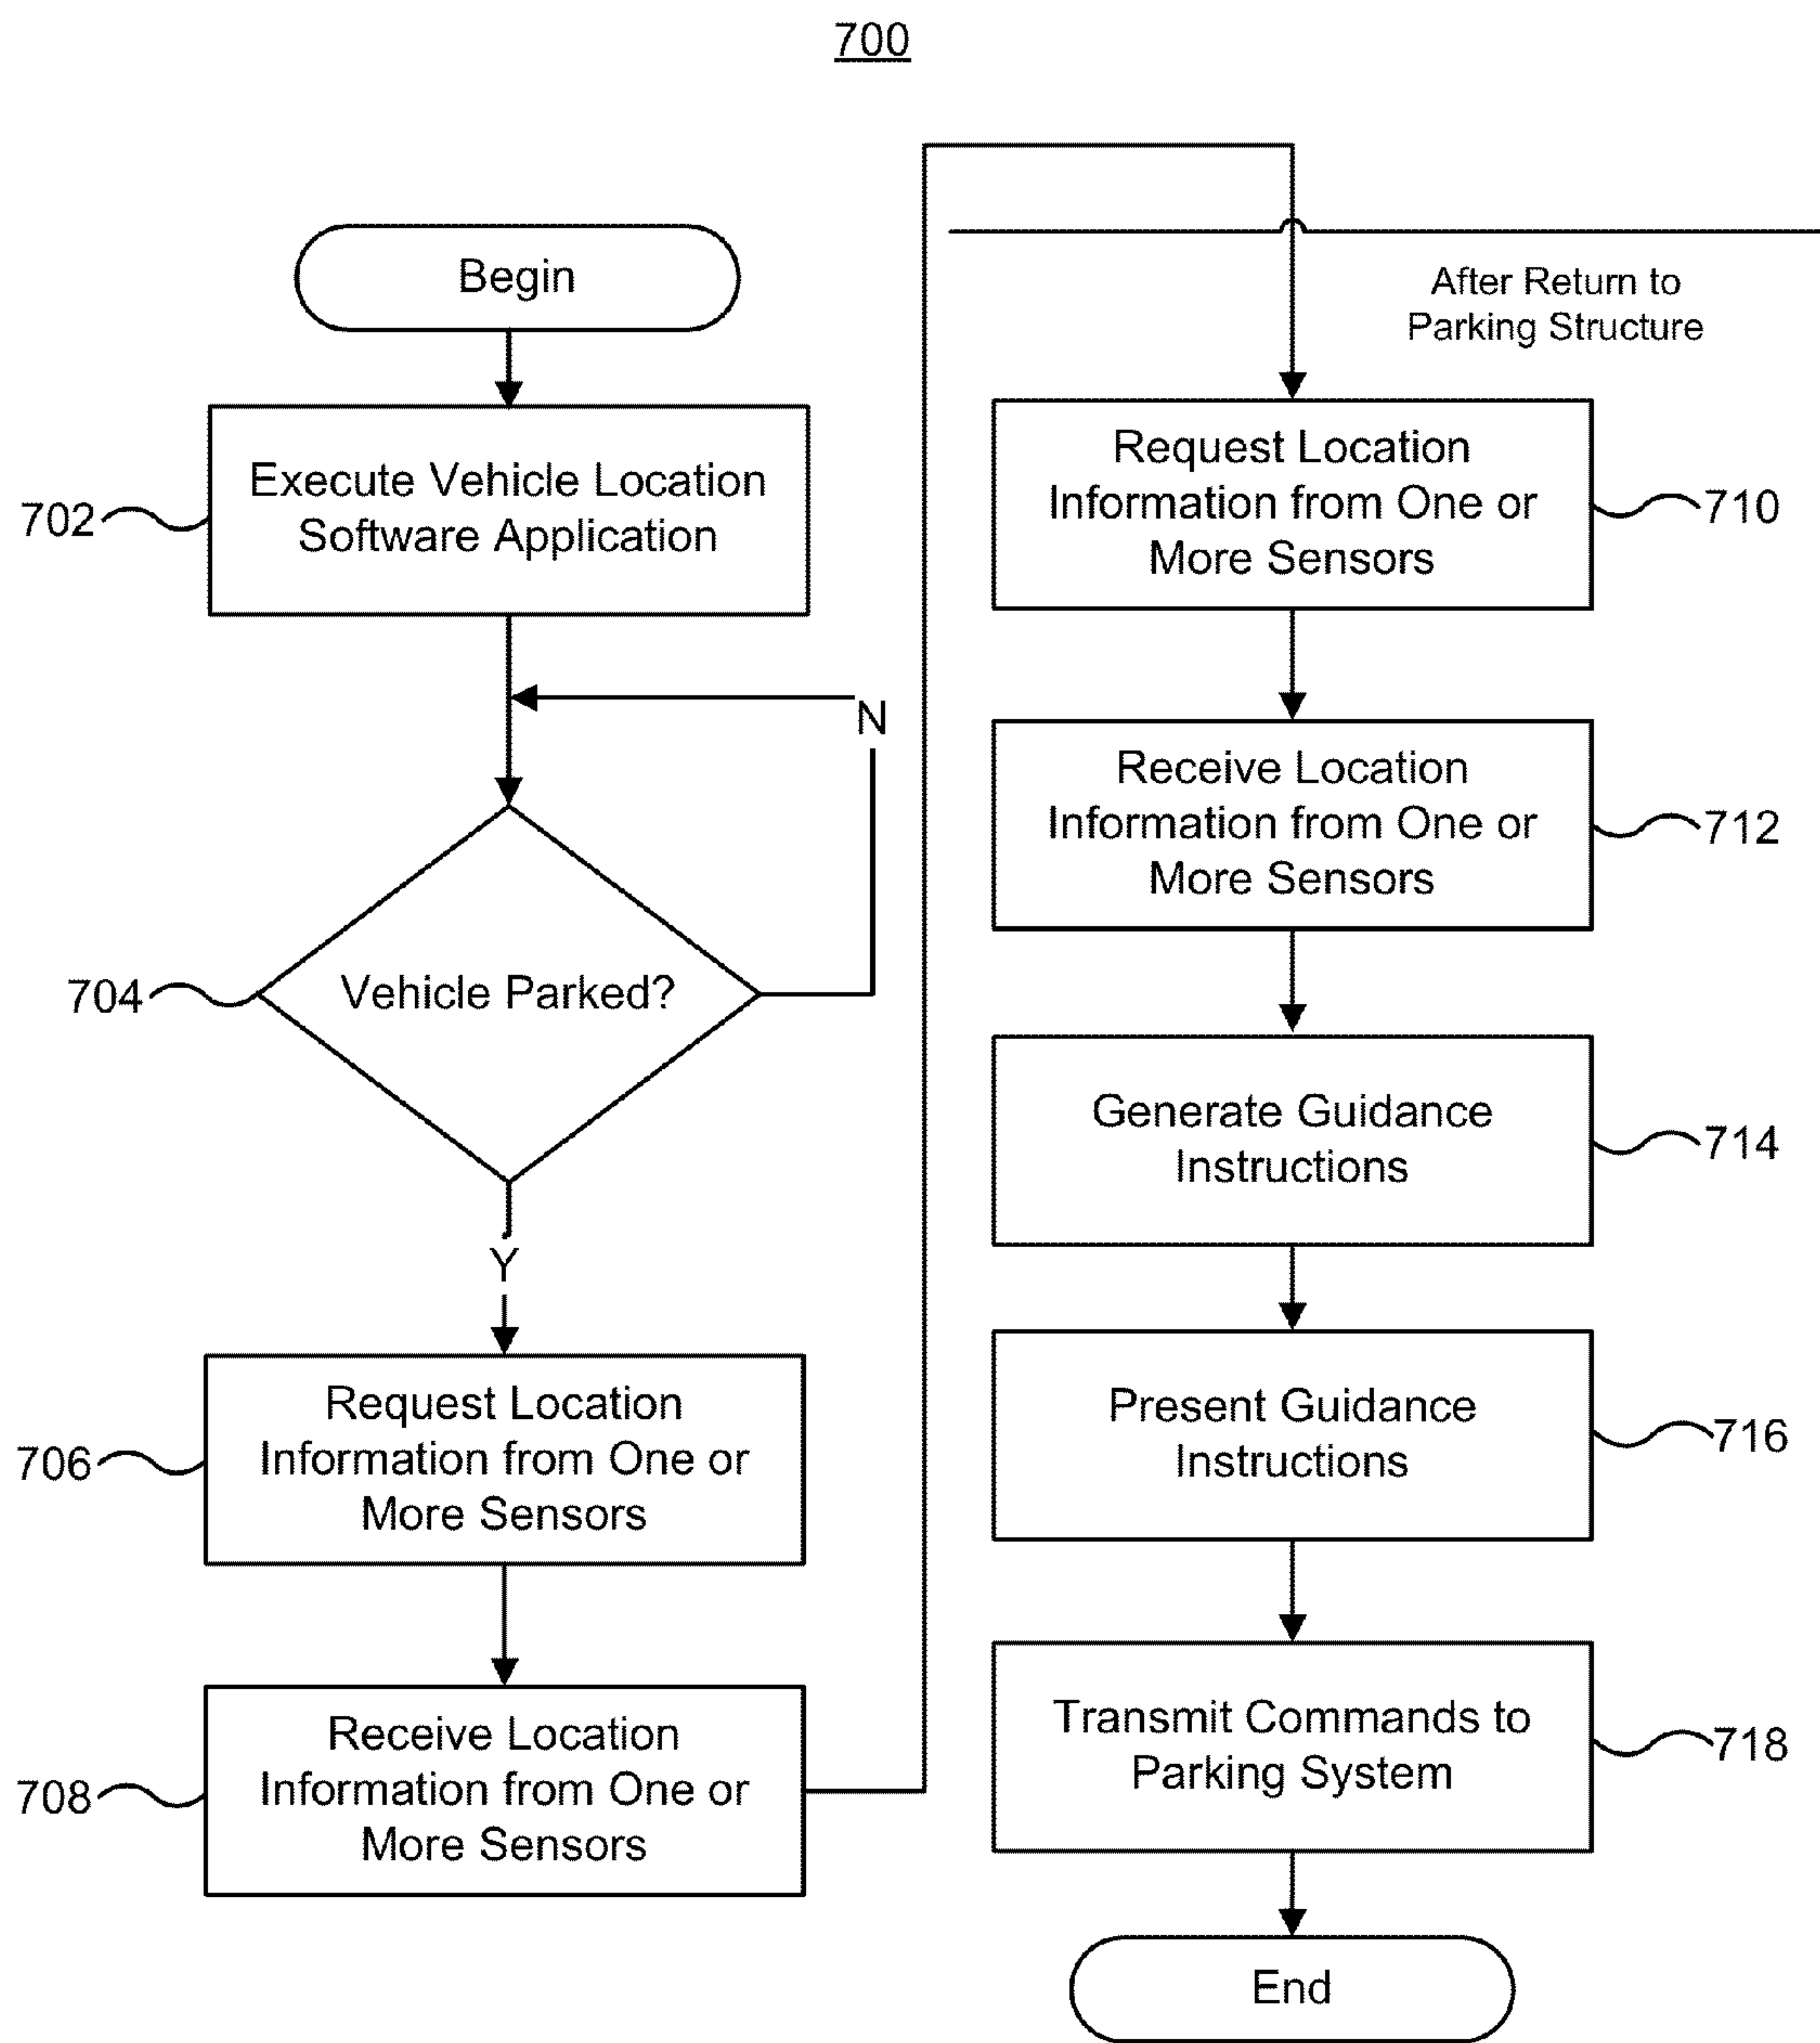 700
Begin
702
Execute Vehicle Location
Software Application
N
704
Vehicle Parked?
Y
706
Request Location
Information from One or
More Sensors
708
Receive Location
Information from One or
More Sensors
After Return to
Parking Structure
Request Location
Information from One or
More Sensors
710
Receive Location
Information from One or
More Sensors
712
Generate Guidance
Instructions
714
Present Guidance
Instructions
716
Transmit Commands to
Parking System
718
End